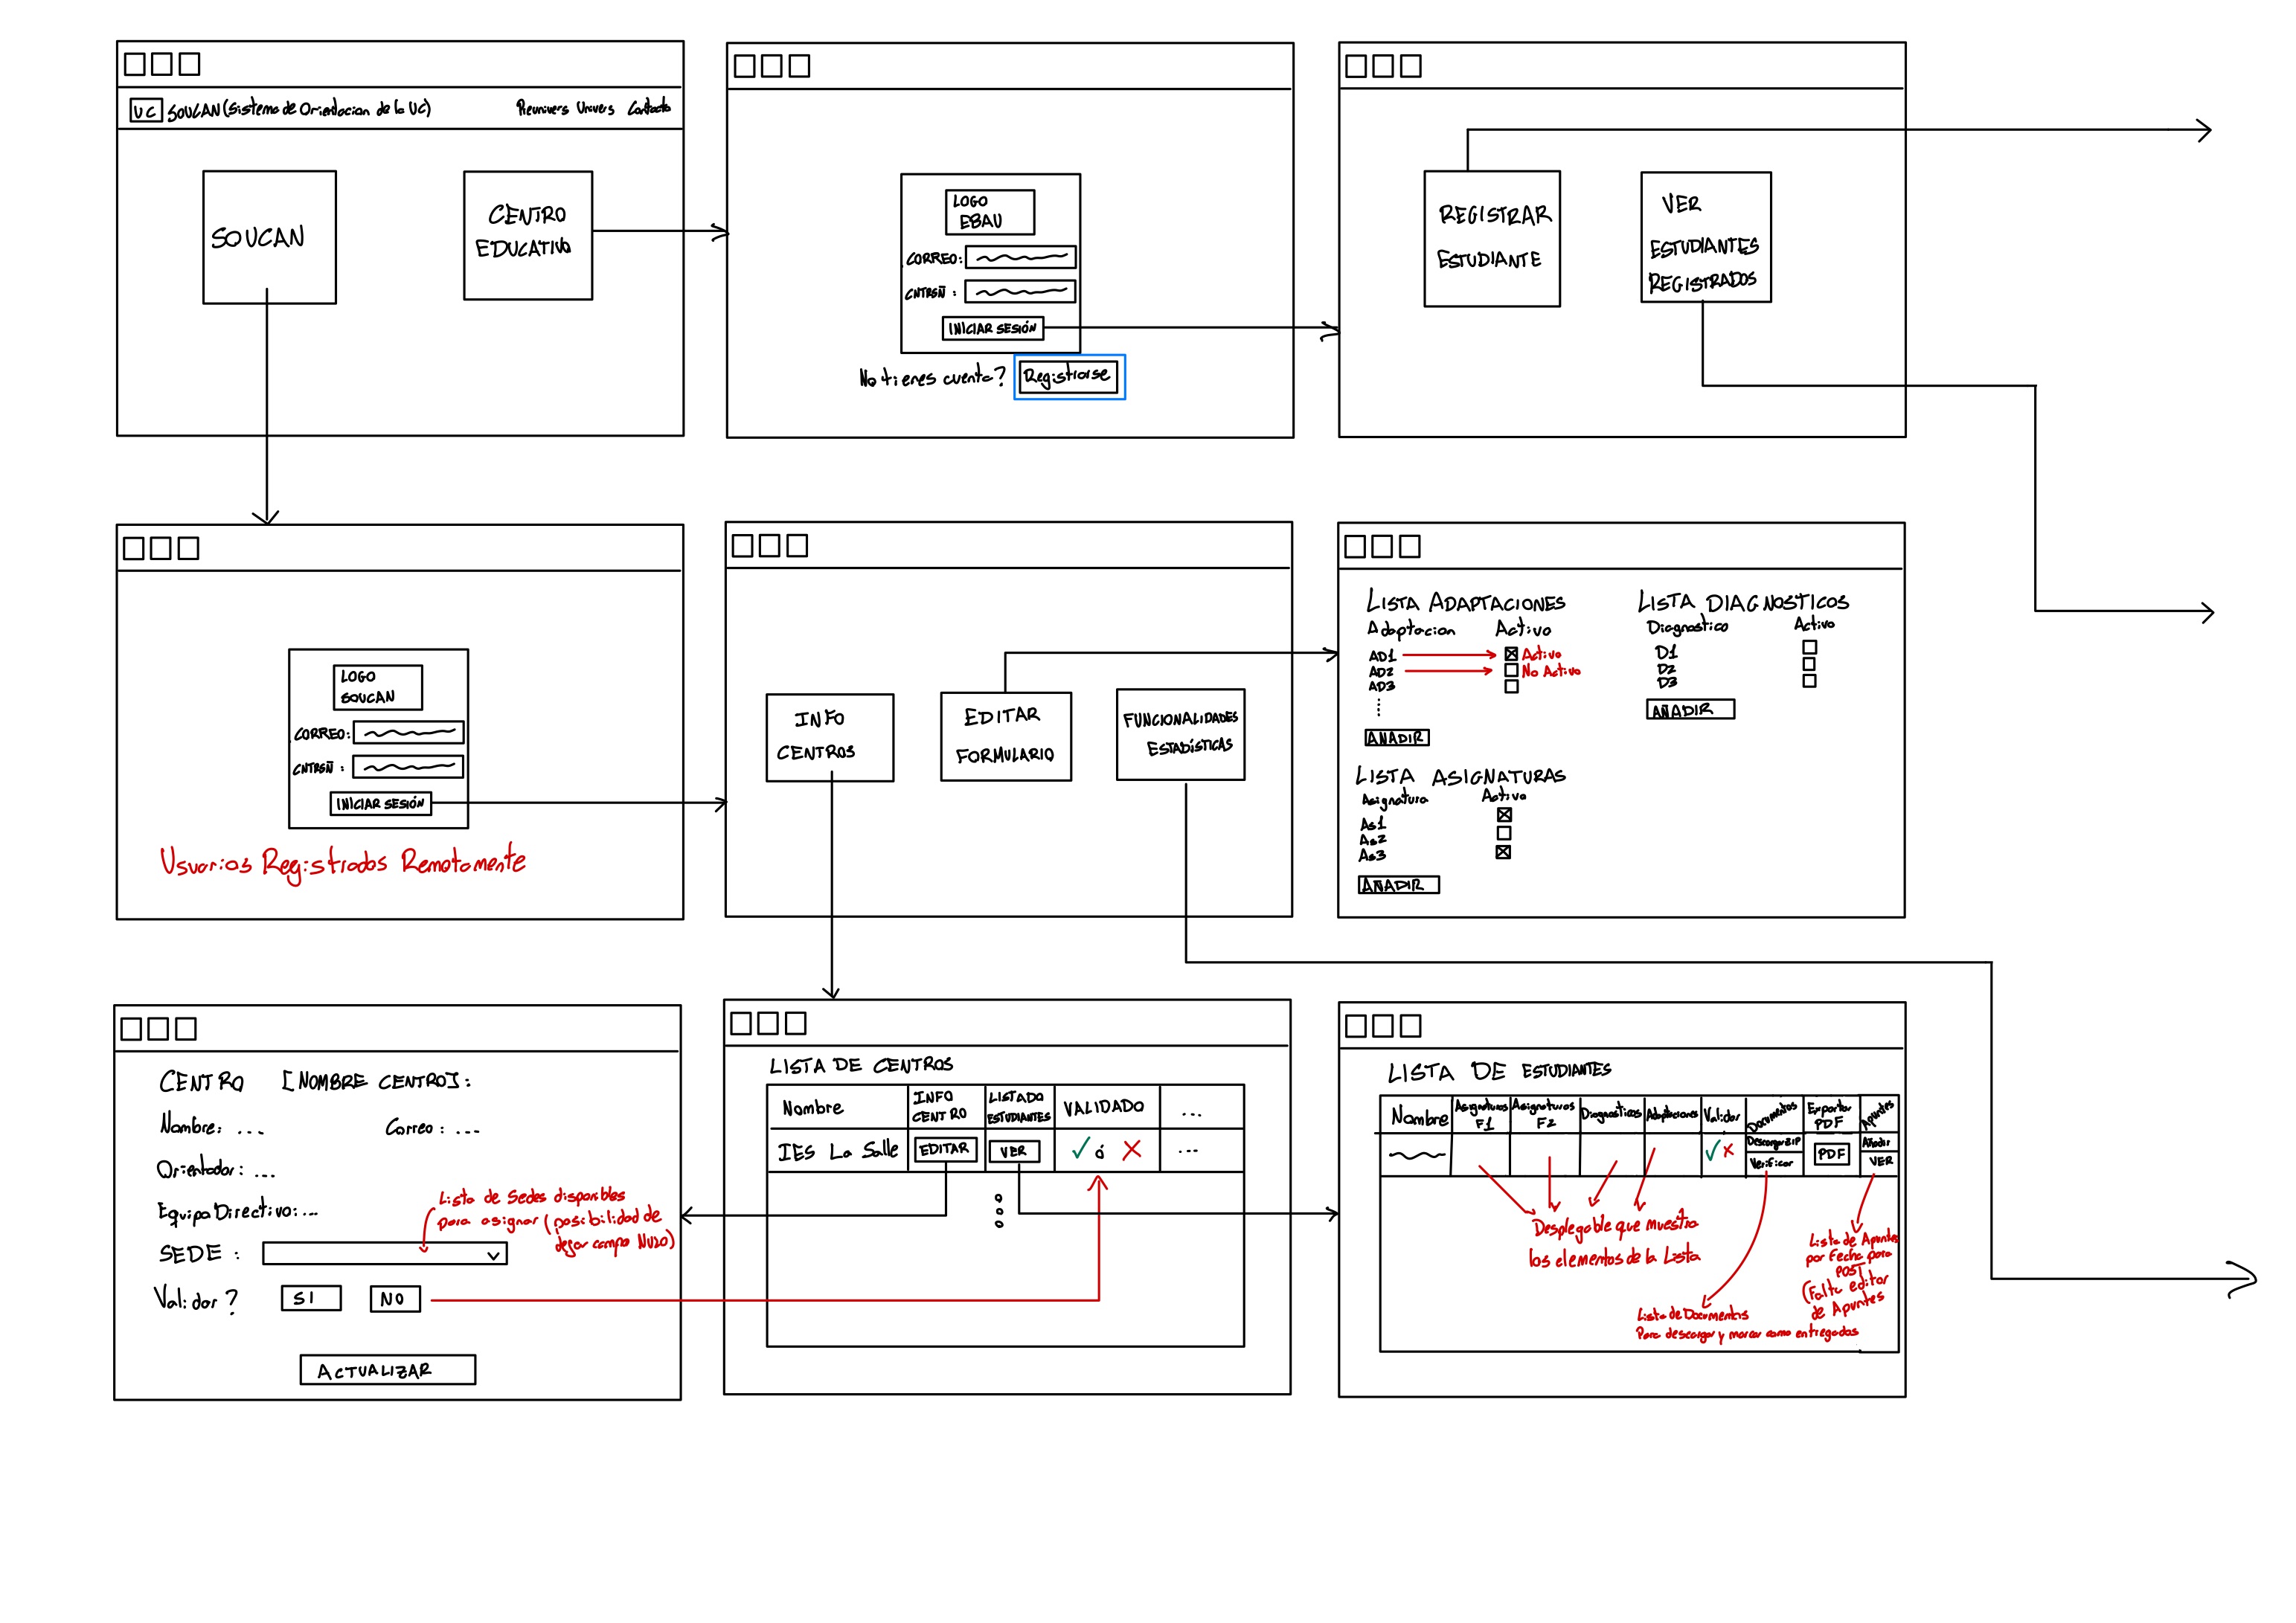 UC SOUCAN (Sistema de Orientacion de la UC) Preunivers Univers Contacto
SOUCAN
CENTRO
EDUCATIVO
LOGO
EBAU
CORREO:
CNTRSÑ :
INICIAR SESIÓN
No tienes cuenta? Registrarse
REGISTRAR
ESTUDIANTE
VER
ESTUDIANTES
REGISTRADOS
LOGO
SOUCAN
CORREO:
CNTRSÑ :
INICIAR SESIÓN
Usuarios Registrados Remotamente
INFO
CENTROS
EDITAR
FORMULARIO
FUNCIONALIDADES
ESTADÍSTICAS
LISTA ADAPTACIONES
Adaptacion Activo
AD1 Activo
AD2 No Activo
AD3
AÑADIR
LISTA DIAGNOSTICOS
Diagnostico Activo
D1
D2
D3
AÑADIR
LISTA ASIGNATURAS
Asignatura Activo
As1
As2
As3
AÑADIR
CENTRO [NOMBRE CENTRO]:
Nombre: ... Correo: ...
Orientador: ...
Equipo Directivo: ...
Lista de Sedes disponibles
para asignar (posibilidad de
dejar campo NULO)
SEDE :
Validar? SI NO
ACTUALIZAR
LISTA DE CENTROS
Nombre INFO CENTRO LISTADO ESTUDIANTES VALIDADO ...
IES La Salle EDITAR VER ✓ ó X ...
LISTA DE ESTUDIANTES
Nombre Asignaturas F1 Asignaturas F2 Diagnosticos Adaptaciones Validar Documentos Exportar PDF Apuntes
✓ X Descargar ZIP Verificar PDF Añadir VER
Desplegable que muestra
los elementos de la Lista
Lista de Documentos
Para descargar y marcar como entregados
Lista de Apuntes
por Fecha para
POST
(Falta editor
de Apuntes